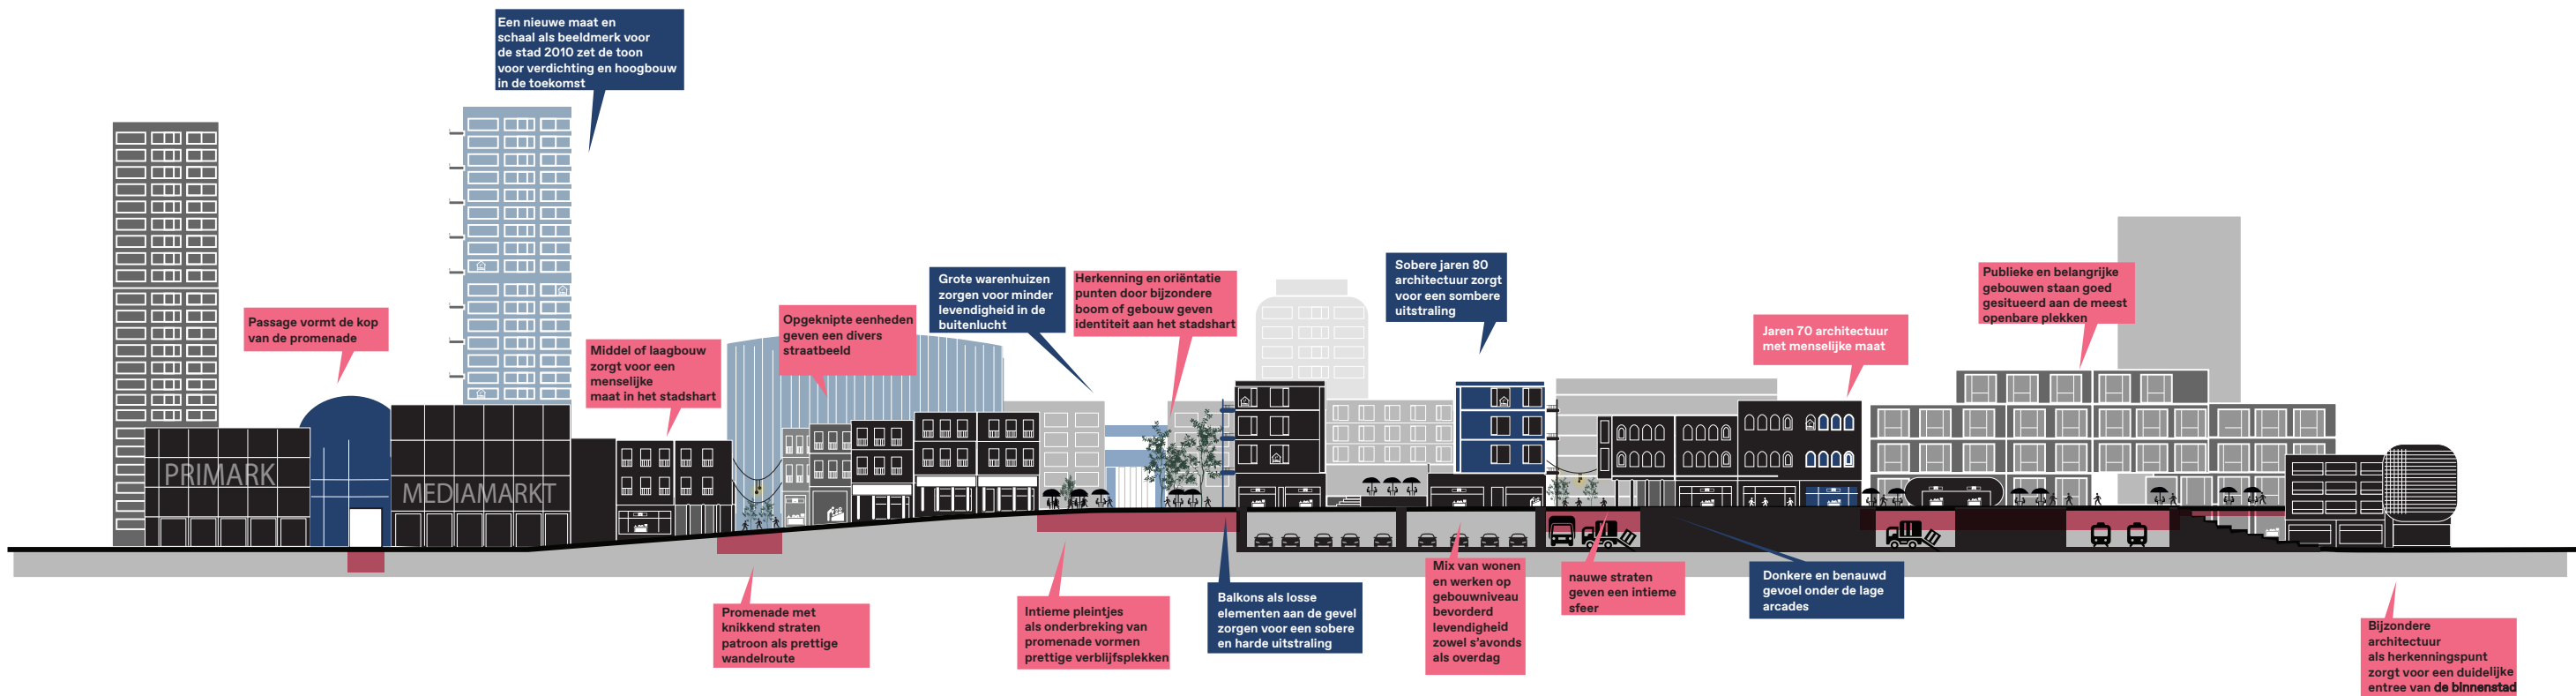 Een nieuwe maat en
schaal als beeldmerk voor
de stad 2010 zet de toon
voor verdichting en hoogbouw
in de toekomst
Passage vormt de kop
van de promenade
Middel of laagbouw
zorgt voor een
menselijke
maat in het stadshart
Opgeknipte eenheden
geven een divers
straatbeeld
Grote warenhuizen
zorgen voor minder
levendigheid in de
buitenlucht
Herkenning en oriëntatie
punten door bijzondere
boom of gebouw geven
identiteit aan het stadshart
Sobere jaren 80
architectuur zorgt
voor een sombere
uitstraling
Jaren 70 architectuur
met menselijke maat
Publieke en belangrijke
gebouwen staan goed
gesitueerd aan de meest
openbare plekken
PRIMARK
MEDIAMARKT
Promenade met
knikkend straten
patroon als prettige
wandelroute
Intieme pleintjes
als onderbreking van
promenade vormen
prettige verblijfsplekken
Balkons als losse
elementen aan de gevel
zorgen voor een sobere
en harde uitstraling
Mix van wonen
en werken op
gebouwniveau
bevorderd
levendigheid
zowel s'avonds
als overdag
nauwe straten
geven een intieme
sfeer
Donkere en benauwd
gevoel onder de lage
arcades
Bijzondere
architectuur
als herkenningspunt
zorgt voor een duidelijke
entree van de binnenstad